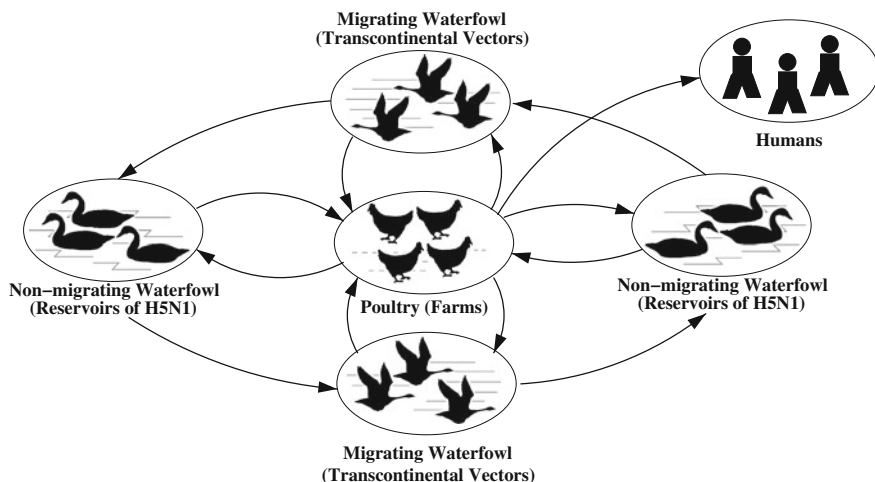 Migrating Waterfowl
(Transcontinental Vectors)
Humans
Non−migrating Waterfowl
(Reservoirs of H5N1)
Poultry (Farms)
Non−migrating Waterfowl
(Reservoirs of H5N1)
Migrating Waterfowl
(Transcontinental Vectors)